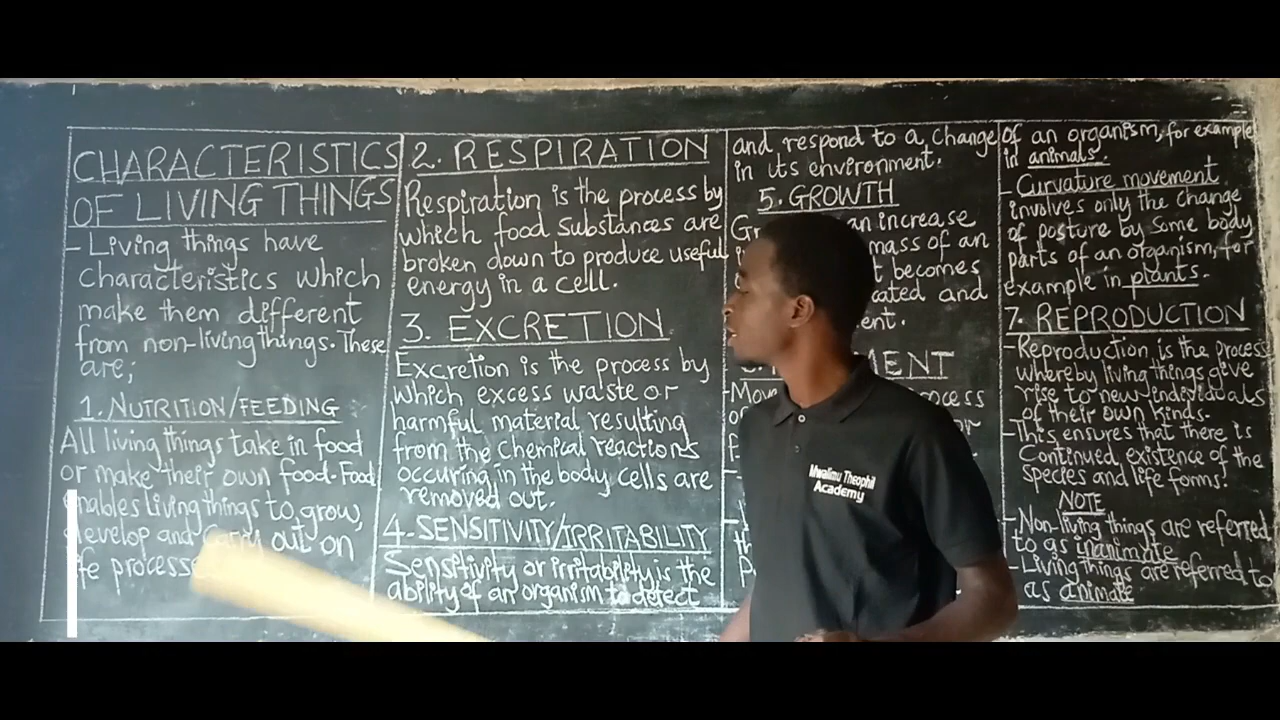 CHARACTERISTICS
OF LIVING THINGS
- Living things have
characteristics which
make them different
from non-living things. These
are;
1. NUTRITION/FEEDING
All living things take in food
or make their own food. Food
enables living things to grow,
develop and carry out on
life
2. RESPIRATION
Respiration is the process by
which food substances are
broken down to produce useful
energy in a cell.
3. EXCRETION
Excretion is the process by
which excess waste or
harmful material resulting
from the chemical reactions
occuring in the body cells are
removed out.
4. SENSITIVITY/IRRITABILITY
Sensitivity or irritability is the
ability of an organism to detect
and respond to a change
in its environment.
5. GROWTH
an increase
mass of an
becomes
and
of an organism, for example
in animals.
- Curvature movement
involves only the change
of posture by some body
parts of an organism, for
example in plants.
7. REPRODUCTION
- Reproduction is the process
whereby living things give
rise to new individuals
of their own kinds.
- This ensures that there is
continued existence of the
species and life forms.
NOTE
- Non-living things are referred
to as inanimate
- Living things are referred to
as animate
Mwalimu Theophil
Academy